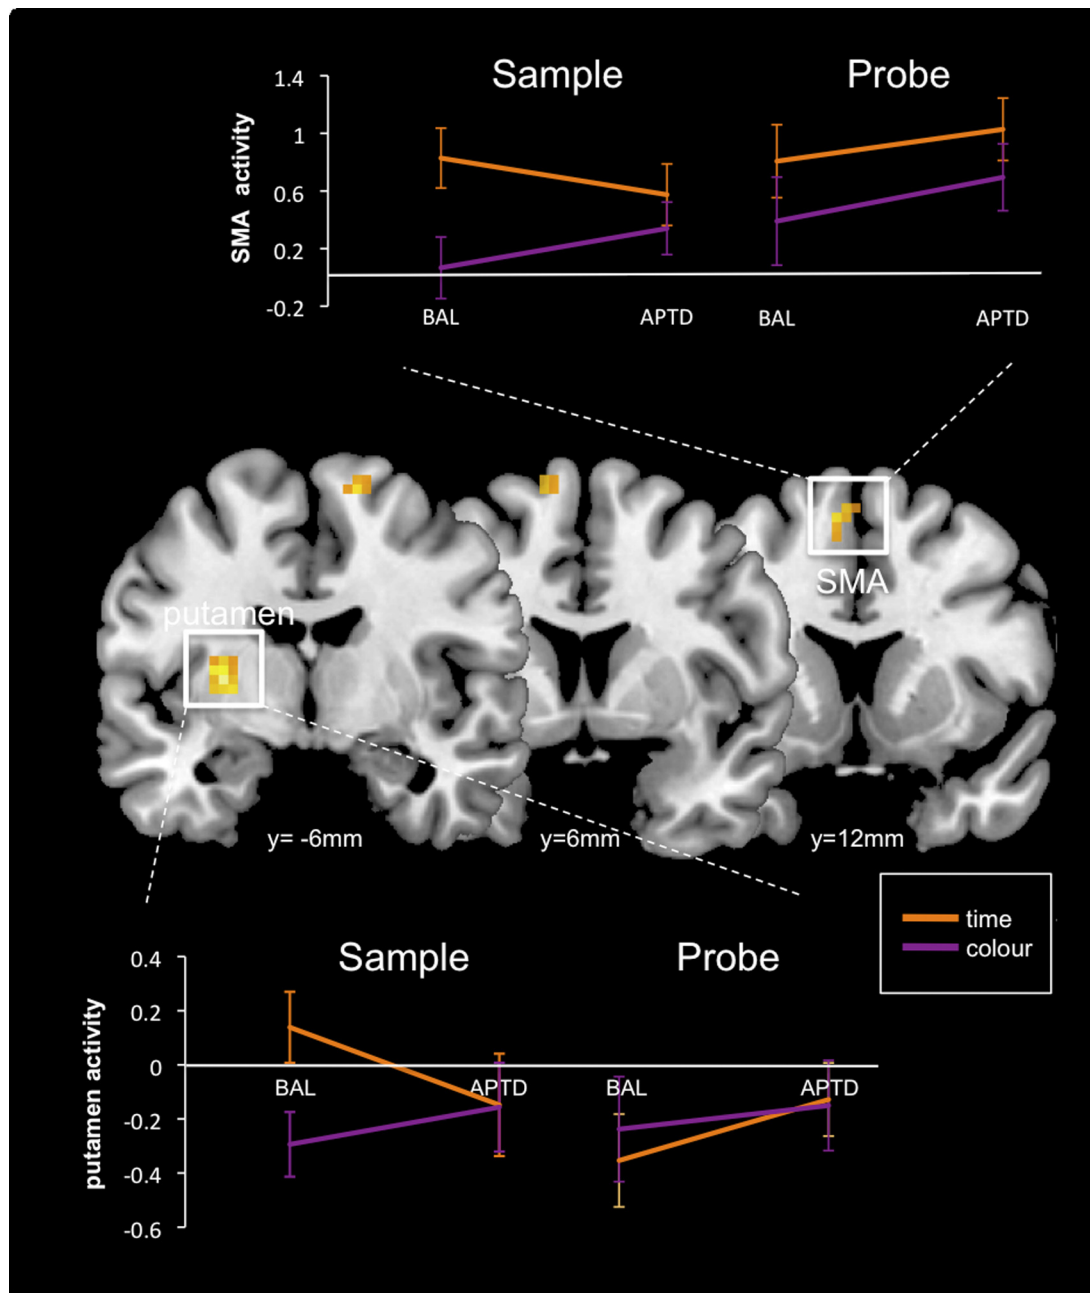 Sample Probe
1.4
1
0.6
0.2
-0.2
SMA activity
BAL APTD BAL APTD
SMA
putamen
y= -6mm y=6mm y=12mm
time
colour
Sample Probe
0.4
0.2
0
-0.2
-0.4
-0.6
putamen activity
BAL APTD BAL APTD